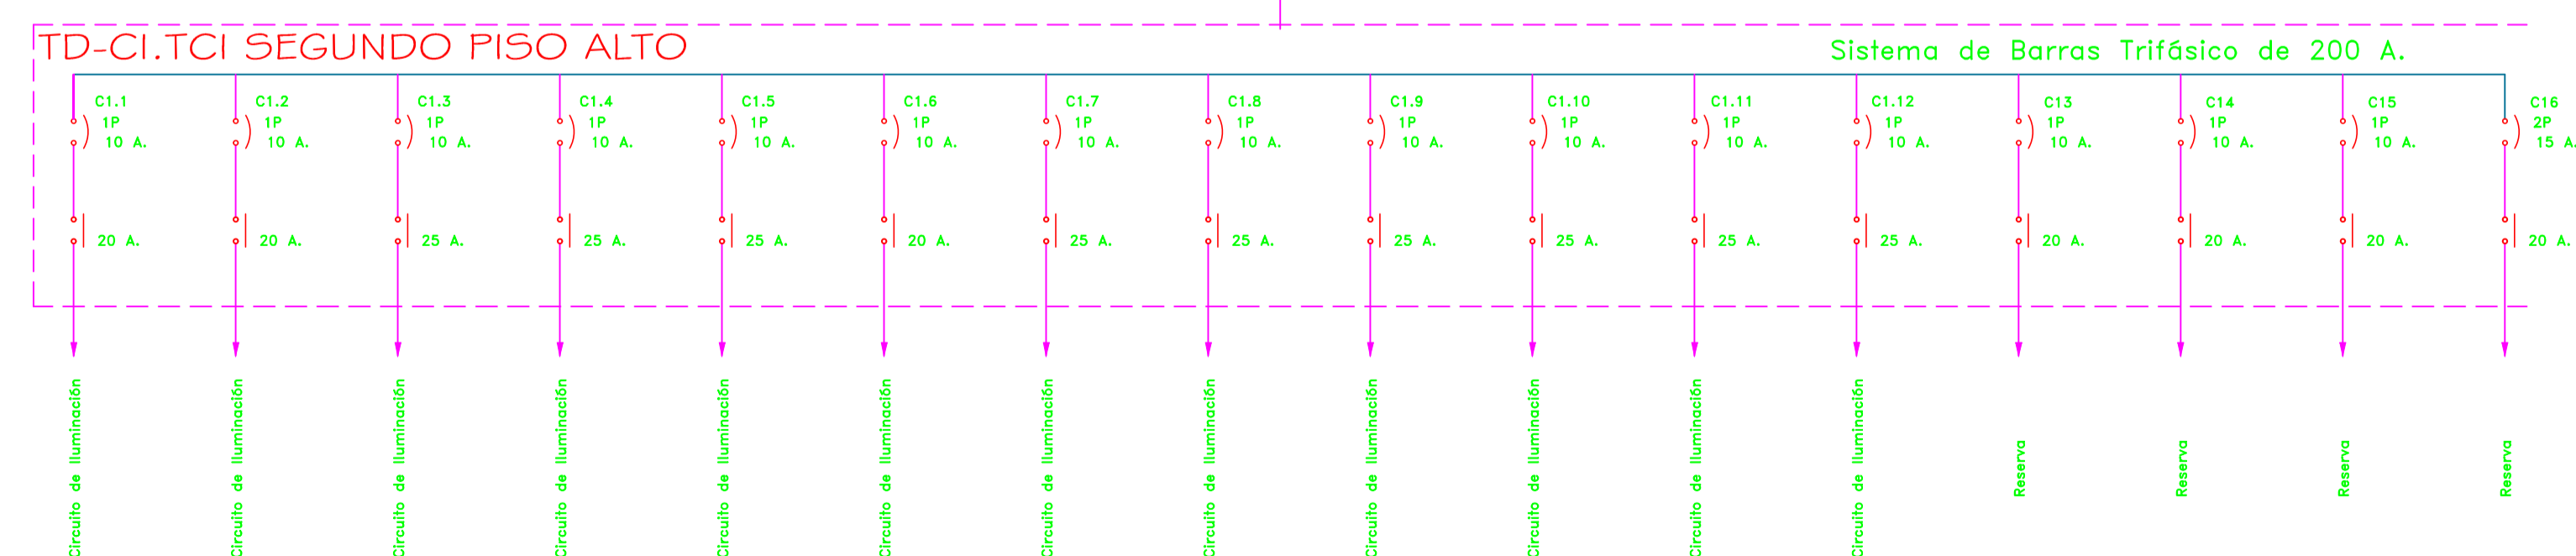 TD-CI.TCI SEGUNDO PISO ALTO
Sistema de Barras Trifásico de 200 A.
C1.1 C1.2 C1.3 C1.4 C1.5 C1.6 C1.7 C1.8 C1.9 C1.10 C1.11 C1.12 C13 C14 C15 C16
1P 1P 1P 1P 1P 1P 1P 1P 1P 1P 1P 1P 1P 1P 1P 2P
10 A. 10 A. 10 A. 10 A. 10 A. 10 A. 10 A. 10 A. 10 A. 10 A. 10 A. 10 A. 10 A. 10 A. 10 A. 15 A.
20 A. 20 A. 25 A. 25 A. 25 A. 20 A. 25 A. 25 A. 25 A. 25 A. 25 A. 25 A. 20 A. 20 A. 20 A. 20 A.
Circuito de Iluminación
Circuito de Iluminación
Circuito de Iluminación
Circuito de Iluminación
Circuito de Iluminación
Circuito de Iluminación
Circuito de Iluminación
Circuito de Iluminación
Circuito de Iluminación
Circuito de Iluminación
Circuito de Iluminación
Circuito de Iluminación
Reserva
Reserva
Reserva
Reserva